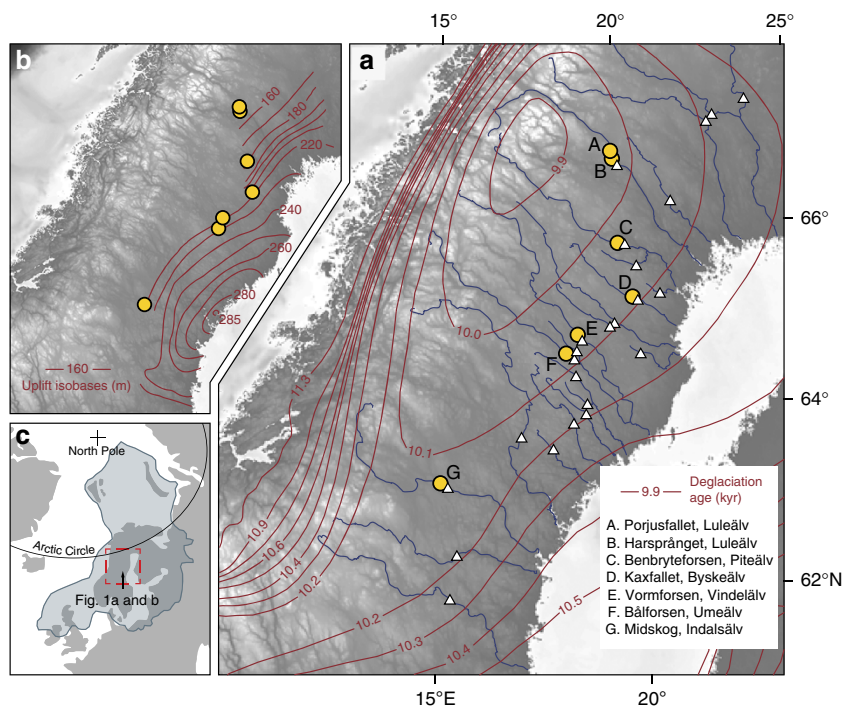 15°
20°
25°
b
a
160
180
220
240
260
280
285
160
Uplift isobases (m)
9.9
A
B
C
D
E
F
G
66°
64°
62°N
10.0
10.1
11.3
10.9
10.6
10.4
10.2
10.2
10.3
10.4
10.5
c
North Pole
Arctic Circle
Fig. 1a and b
9.9 Deglaciation
age (kyr)
A. Porjusfallet, Luleälv
B. Harsprånget, Luleälv
C. Benbryteforsen, Piteälv
D. Kaxfallet, Byskeälv
E. Vormforsen, Vindelälv
F. Bålforsen, Umeälv
G. Midskog, Indalsälv
15°E
20°